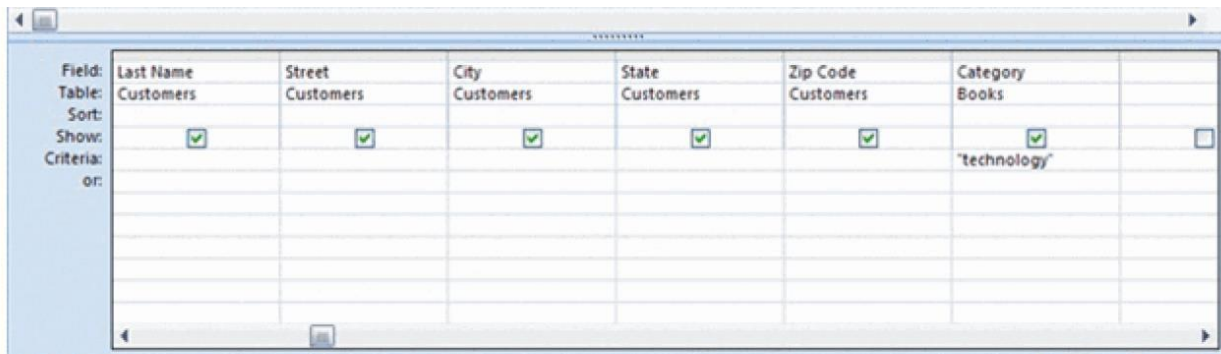 Field: Last Name Street City State Zip Code Category
Table: Customers Customers Customers Customers Customers Books
Sort:
Show:
Criteria: "technology"
or: